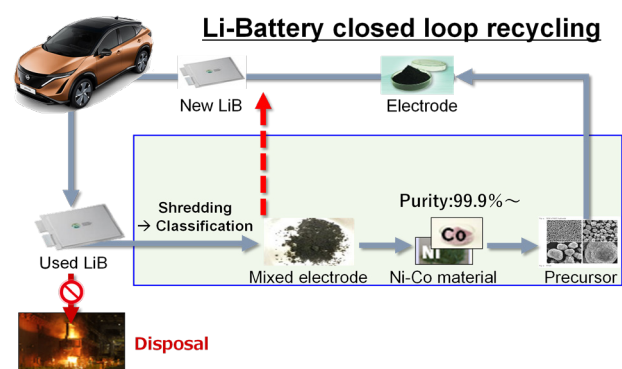 Li-Battery closed loop recycling
New LiB
Electrode
Shredding
→ Classification
Purity:99.9%～
Co
Ni
Used LiB
Mixed electrode
Ni-Co material
Precursor
Disposal